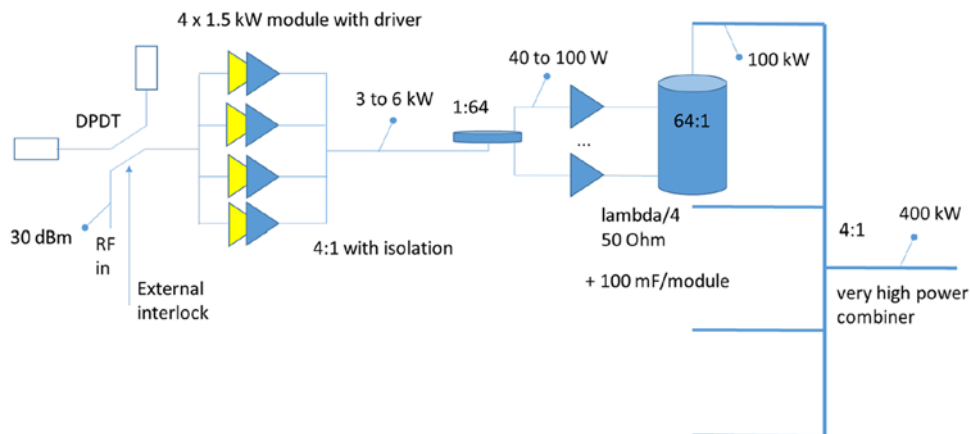 4 x 1.5 kW module with driver
DPDT
30 dBm
RF
in
External
interlock
4:1 with isolation
3 to 6 kW
1:64
40 to 100 W
...
64:1
100 kW
lambda/4
50 Ohm
+ 100 mF/module
4:1
400 kW
very high power
combiner